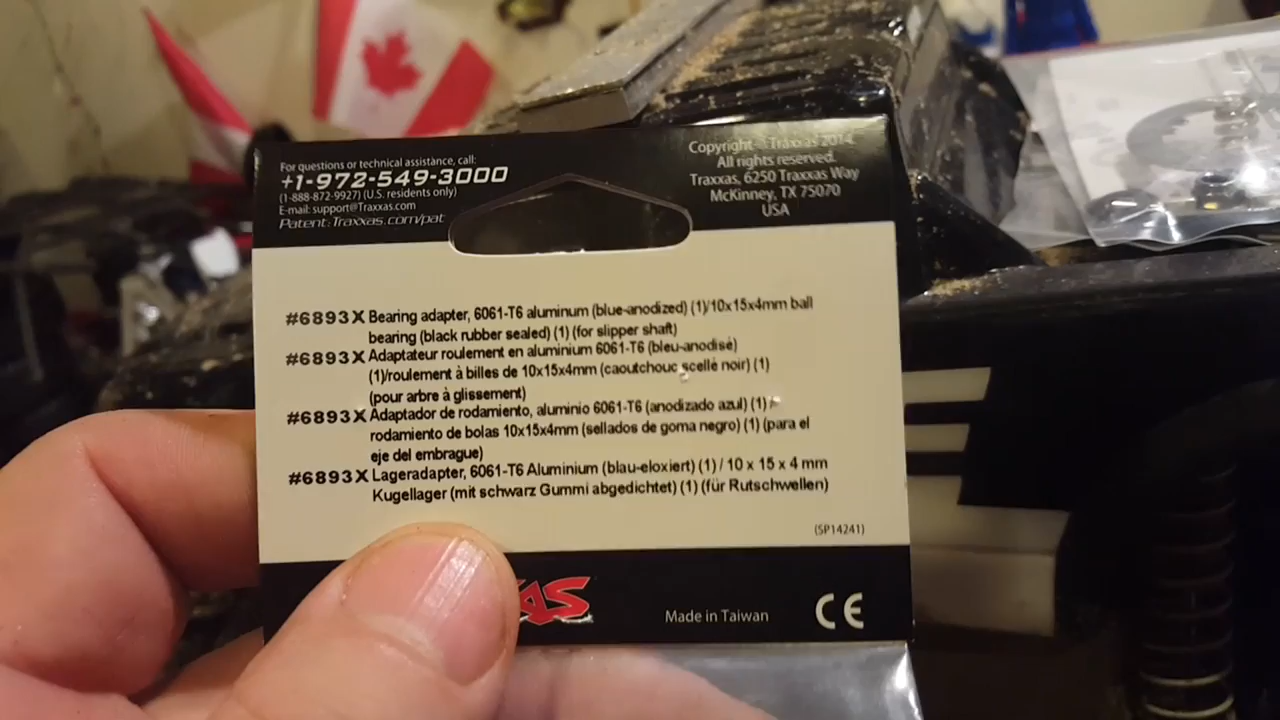 For questions or technical assistance, call:
+1-972-549-3000
(1-888-872-9927) (U.S. residents only)
E-mail: support@Traxxas.com
Patent: Traxxas.com/pat
Copyright Traxxas 2014
All rights reserved.
Traxxas, 6250 Traxxas Way
McKinney, TX 75070
USA
#6893X Bearing adapter, 6061-T6 aluminum (blue-anodized) (1)/10x15x4mm ball
bearing (black rubber sealed) (1) (for slipper shaft)
#6893X Adaptateur roulement en aluminium 6061-T6 (bleu-anodisé)
(1)/roulement à billes de 10x15x4mm (caoutchouc scellé noir) (1)
(pour arbre à glissement)
#6893X Adaptador de rodamiento, aluminio 6061-T6 (anodizado azul) (1) /
rodamiento de bolas 10x15x4mm (sellados de goma negro) (1) (para el
eje del embrague)
#6893X Lageradapter, 6061-T6 Aluminium (blau-eloxiert) (1) / 10 x 15 x 4 mm
Kugellager (mit schwarz Gummi abgedichtet) (1) (für Rutschwellen)
(SP14241)
AS
Made in Taiwan
CE